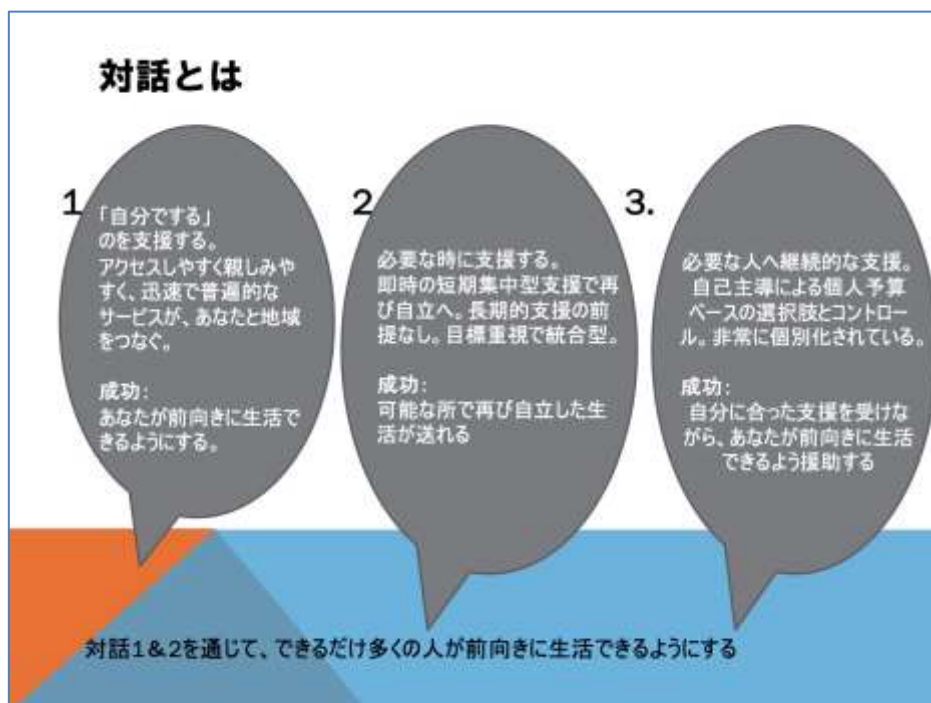 対話とは
1
「自分でする」
のを支援する。
アクセスしやすく親しみや
すく、迅速で普遍的な
サービスが、あなたと地域
をつなぐ。
成功：
あなたが前向きに生活で
きるようにする。
2
必要な時に支援する。
即時の短期集中型支援で再
び自立へ。長期的支援の前
提なし。目標重視で統合型。
成功：
可能な所で再び自立した生
活が送れる
3.
必要な人へ継続的な支援。
自己主導による個人予算
ベースの選択肢とコントロー
ル。非常に個別化されている。
成功：
自分に合った支援を受けな
がら、あなたが前向きに生活
できるよう援助する
対話1&2を通じて、できるだけ多くの人が前向きに生活できるようにする